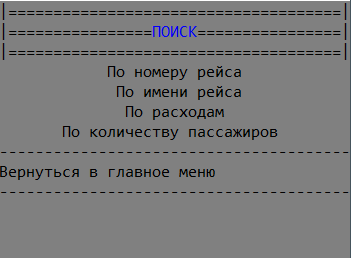 |=====================================|
|================ПОИСК================|
|=====================================|
По номеру рейса
По имени рейса
По расходам
По количеству пассажиров
---------------------------------------
Вернуться в главное меню
---------------------------------------